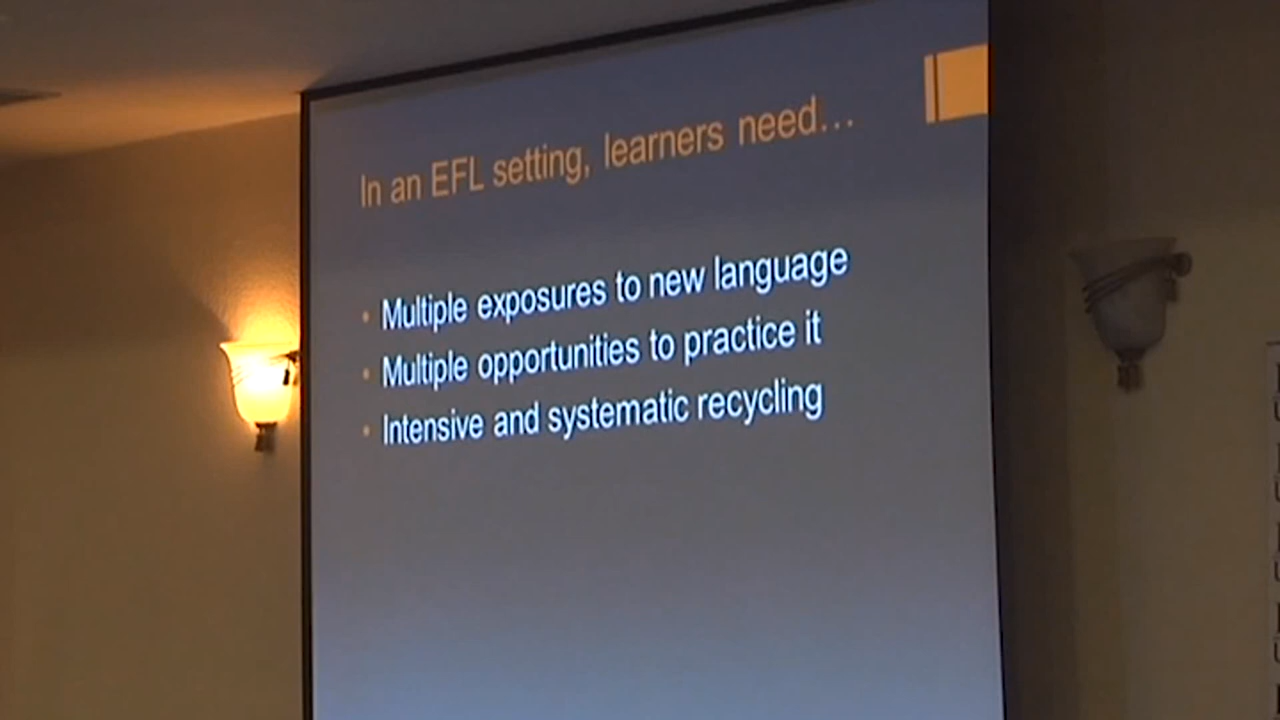 In an EFL setting, learners need…
• Multiple exposures to new language
• Multiple opportunities to practice it
• Intensive and systematic recycling